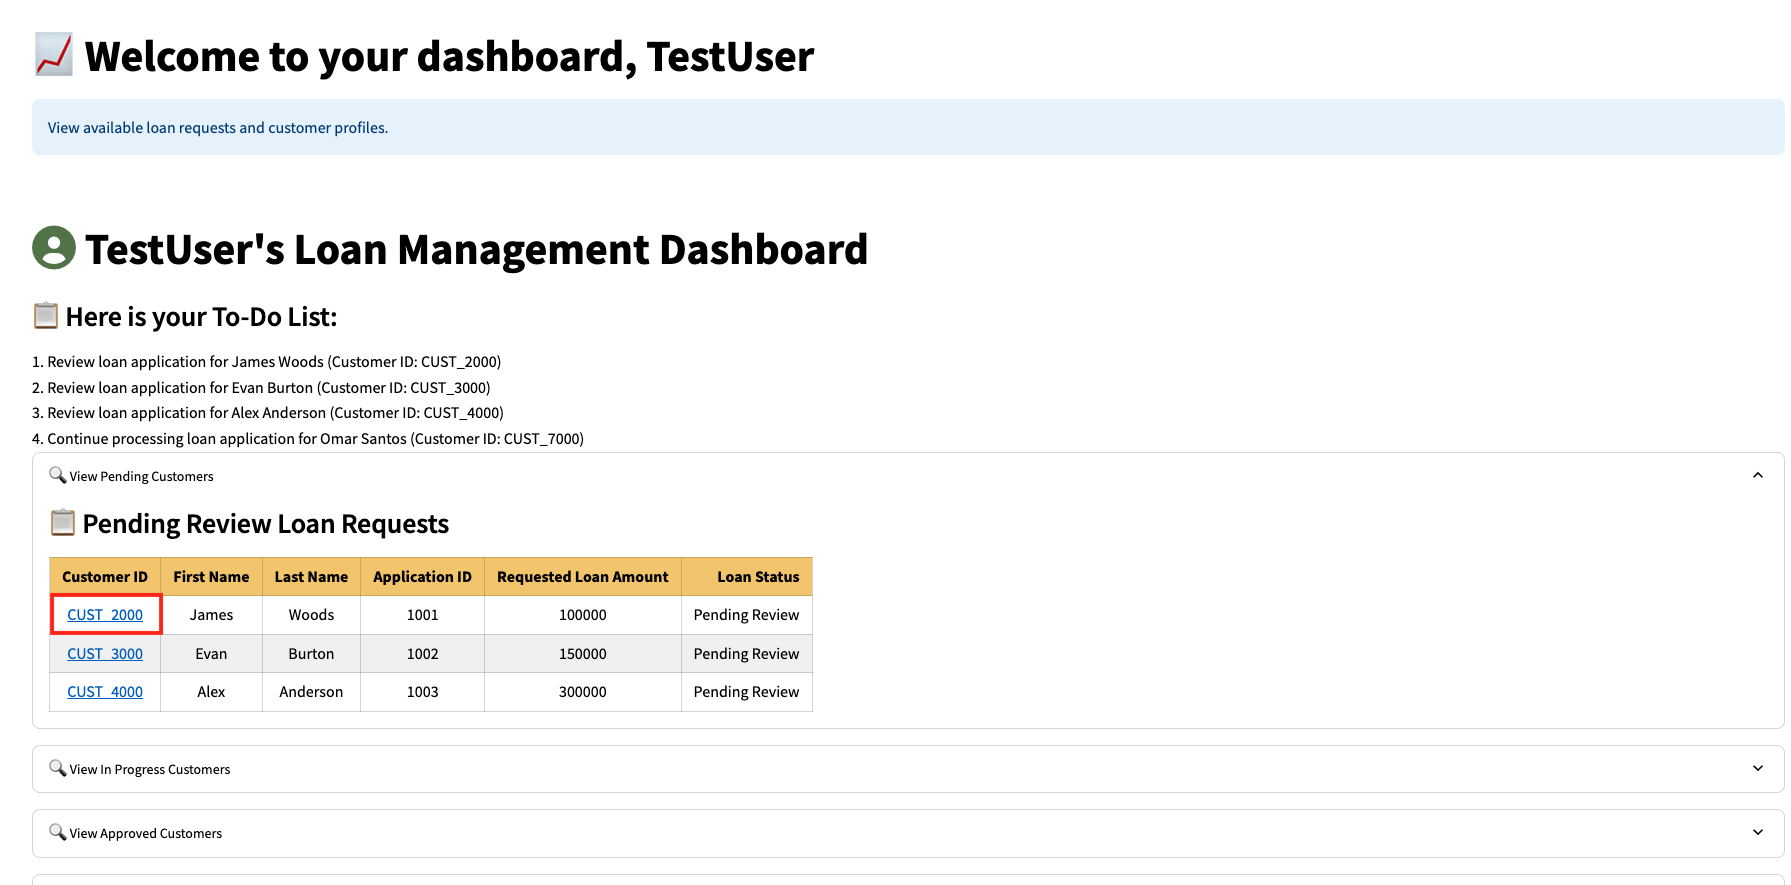 Welcome to your dashboard, TestUser
View available loan requests and customer profiles.
TestUser's Loan Management Dashboard
Here is your To-Do List:
1. Review loan application for James Woods (Customer ID: CUST_2000)
2. Review loan application for Evan Burton (Customer ID: CUST_3000)
3. Review loan application for Alex Anderson (Customer ID: CUST_4000)
4. Continue processing loan application for Omar Santos (Customer ID: CUST_7000)
View Pending Customers
Pending Review Loan Requests
Customer ID First Name Last Name Application ID Requested Loan Amount Loan Status
CUST_2000 James Woods 1001 100000 Pending Review
CUST_3000 Evan Burton 1002 150000 Pending Review
CUST_4000 Alex Anderson 1003 300000 Pending Review
View In Progress Customers
View Approved Customers